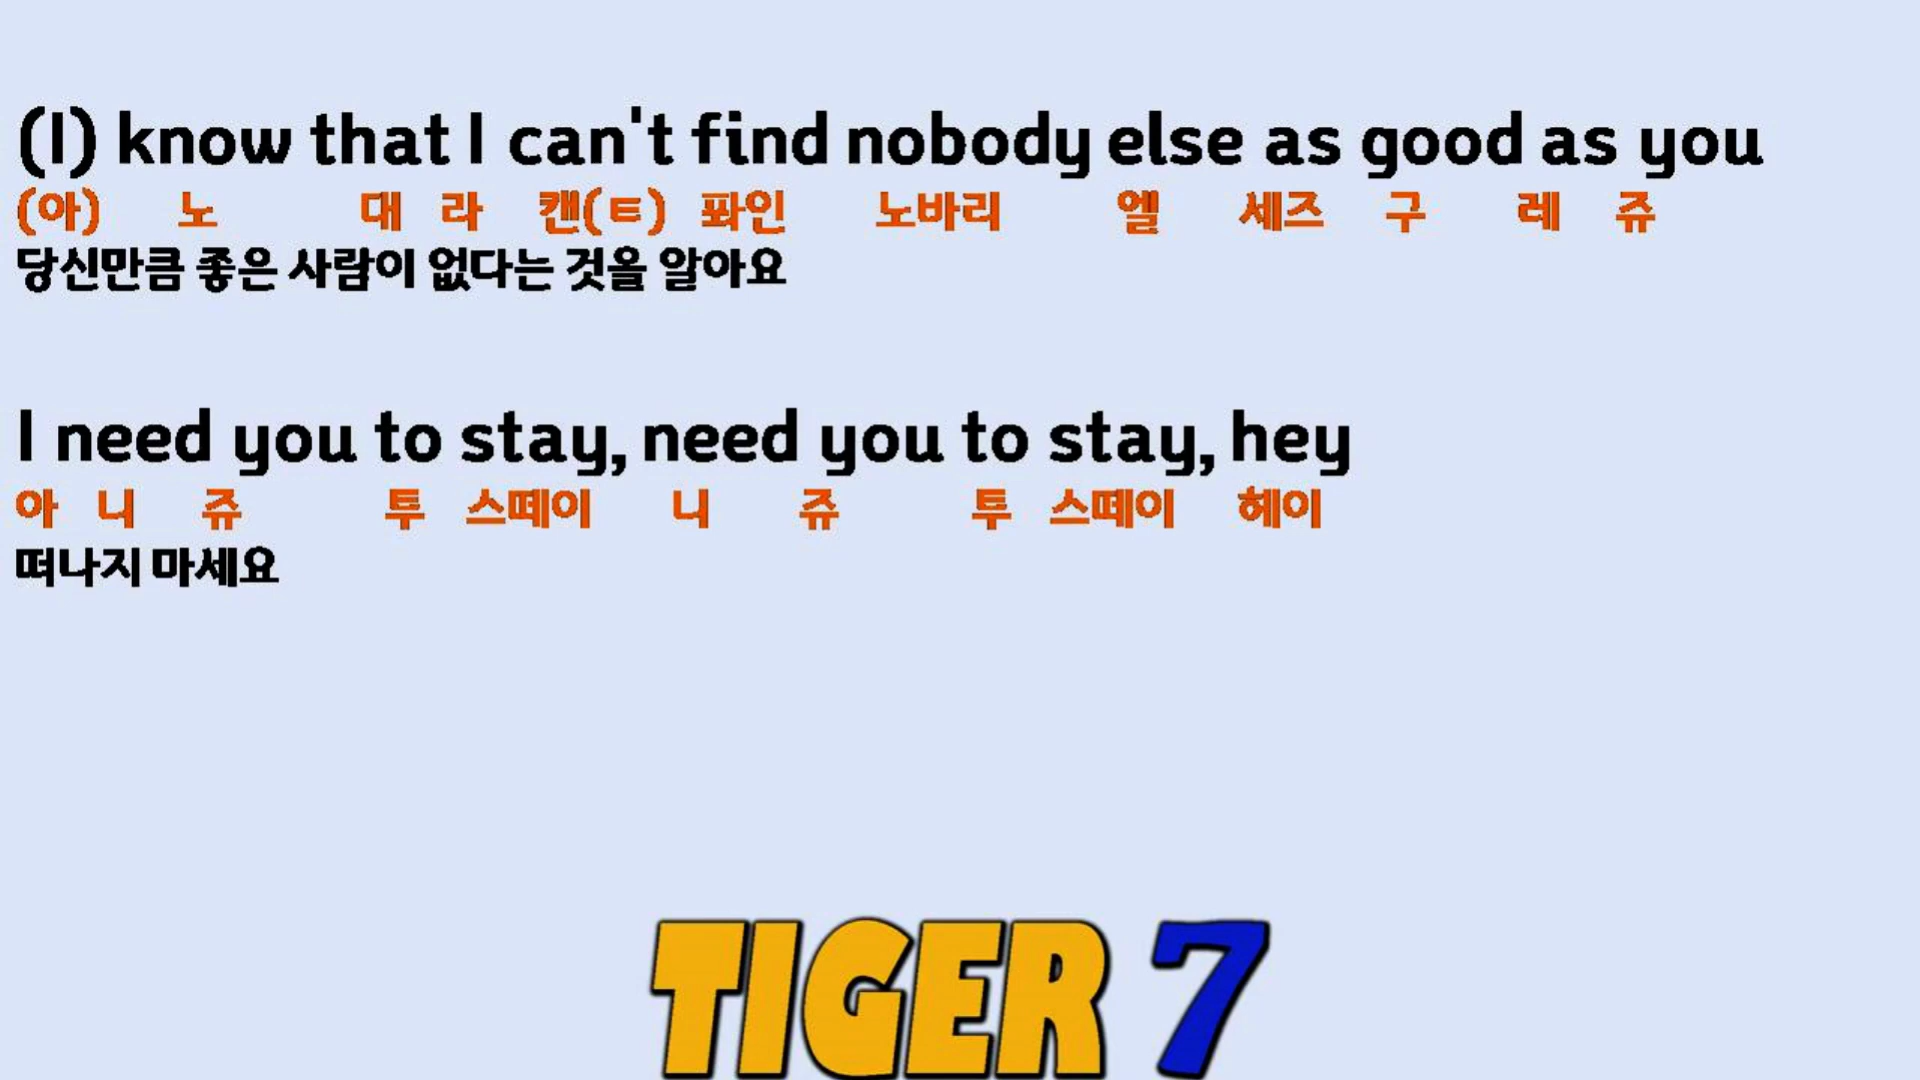 (I) know that I can't find nobody else as good as you
(아) 노 대 라 캔(트) 퐈인 노바리 엘 세즈 구 레 쥬
당신만큼 좋은 사람이 없다는 것을 알아요
I need you to stay, need you to stay, hey
아 니 쥬 투 스떼이 니 쥬 투 스떼이 헤이
떠나지 마세요
TIGER 7